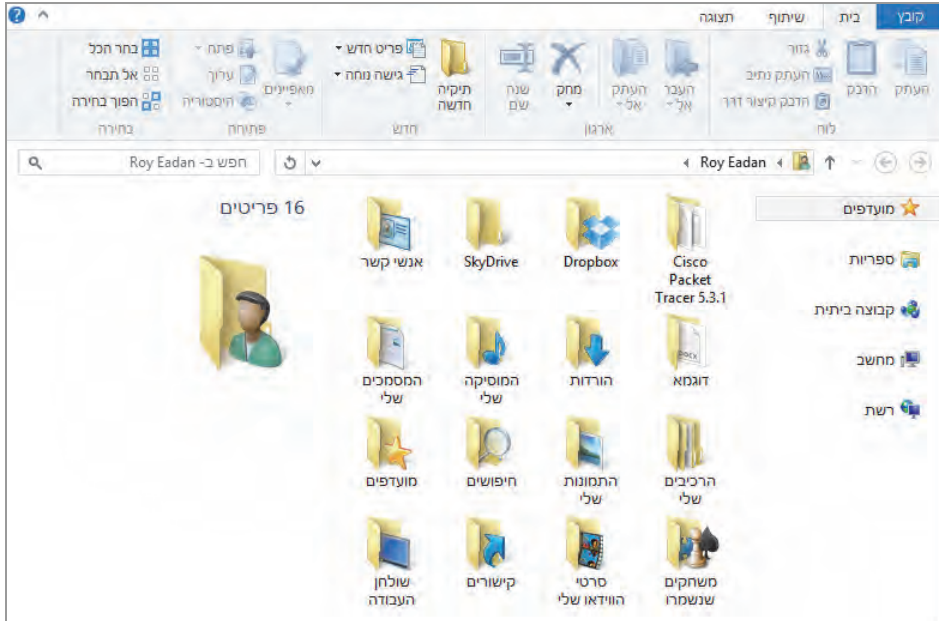 קובץ
בית
שיתוף
תצוגה
העתק
הדבק
גזור
העתק נתיב
הדבק קיצור דרך
לוח
העבר אל
העתק אל
מחק
שנה שם
ארגון
תיקיה חדשה
פריט חדש
גישה נוחה
חדש
מאפיינים
פתח
ערוך
היסטוריה
פתיחה
בחר הכל
אל תבחר
הפוך בחירה
בחירה
Roy Eadan
חפש ב- Roy Eadan
מועדפים
ספריות
קבוצה ביתית
מחשב
רשת
Cisco
Packet
Tracer 5.3.1
Dropbox
SkyDrive
אנשי קשר
DOCX
דוגמא
הורדות
המוסיקה
שלי
המסמכים
שלי
הרכיבים
שלי
התמונות
שלי
חיפושים
מועדפים
משחקים
שנשמרו
סרטי
הווידאו שלי
קישורים
שולחן
העבודה
16 פריטים